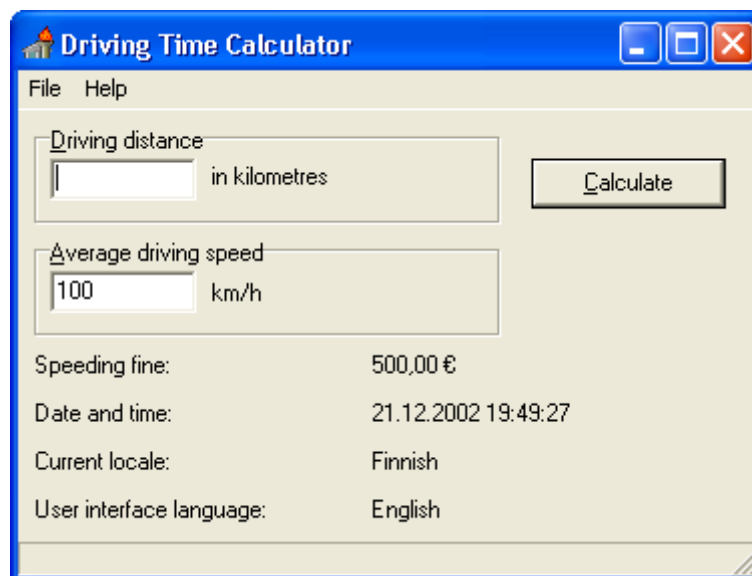 Driving Time Calculator
File Help
Driving distance
in kilometres
Calculate
Average driving speed
100 km/h
Speeding fine: 500,00 €
Date and time: 21.12.2002 19:49:27
Current locale: Finnish
User interface language: English